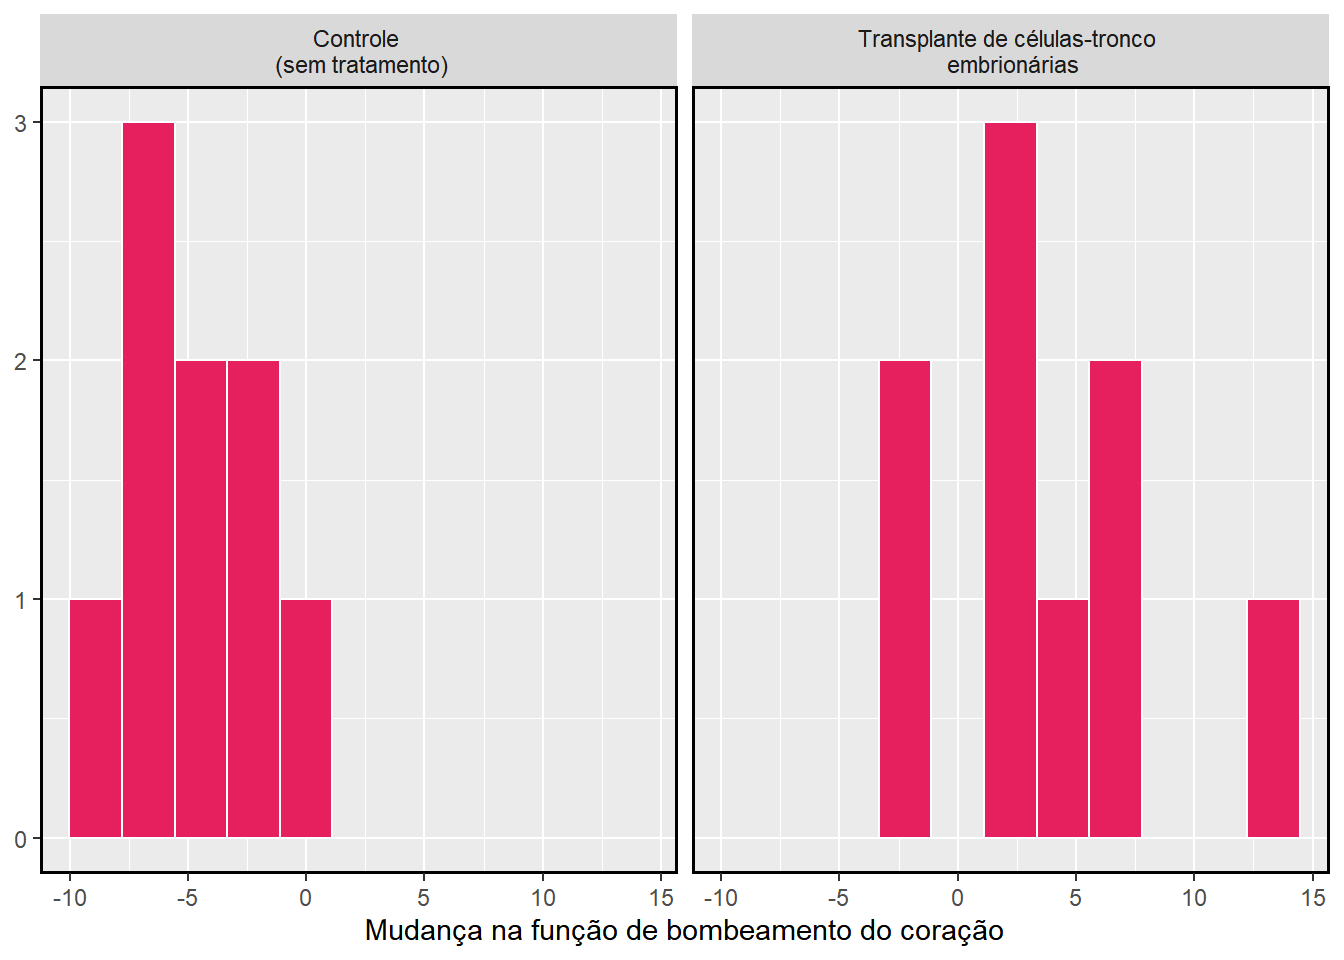 Controle
(sem tratamento)
Transplante de células-tronco
embrionárias
3
2
1
0
-10 -5 0 5 10 15
-10 -5 0 5 10 15
Mudança na função de bombeamento do coração